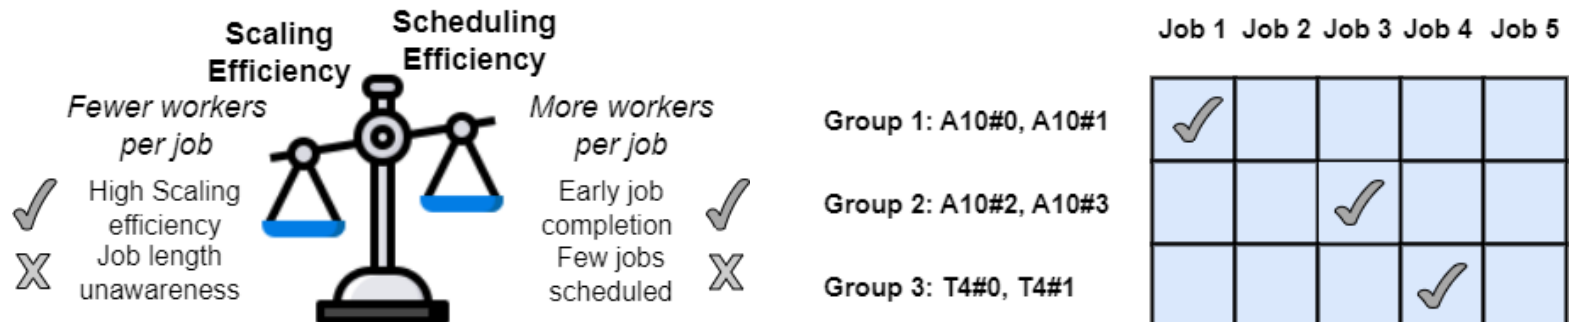 Scaling
Efficiency
Scheduling
Efficiency
Fewer workers
per job
High Scaling
efficiency
Job length
unawareness
More workers
per job
Early job
completion
Few jobs
scheduled
Job 1 Job 2 Job 3 Job 4 Job 5
Group 1: A10#0, A10#1
Group 2: A10#2, A10#3
Group 3: T4#0, T4#1